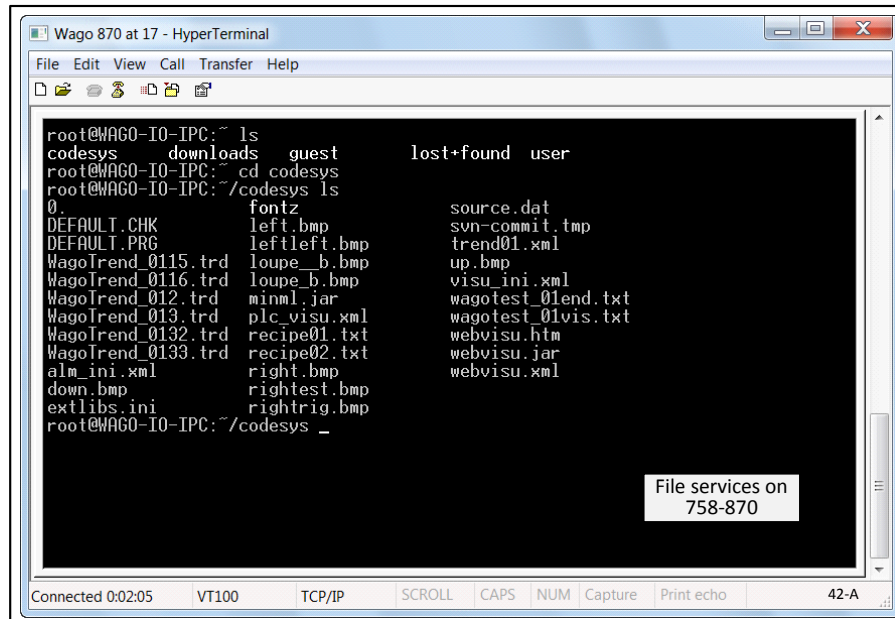 Wago 870 at 17 - HyperTerminal
File Edit View Call Transfer Help
root@WAGO-IO-IPC:~ ls
codesys downloads guest lost+found user
root@WAGO-IO-IPC:~ cd codesys
root@WAGO-IO-IPC:~/codesys ls
0. fontz source.dat
DEFAULT.CHK left.bmp svn-commit.tmp
DEFAULT.PRG leftleft.bmp trend01.xml
WagoTrend_0115.trd loupe__b.bmp up.bmp
WagoTrend_0116.trd loupe_b.bmp visu_ini.xml
WagoTrend_012.trd minml.jar wagotest_01end.txt
WagoTrend_013.trd plc_visu.xml wagotest_01vis.txt
WagoTrend_0132.trd recipe01.txt webvisu.htm
WagoTrend_0133.trd recipe02.txt webvisu.jar
alm_ini.xml right.bmp webvisu.xml
down.bmp rightest.bmp
extlibs.ini rightrig.bmp
root@WAGO-IO-IPC:~/codesys _
File services on
758-870
Connected 0:02:05 VT100 TCP/IP SCROLL CAPS NUM Capture Print echo 42-A